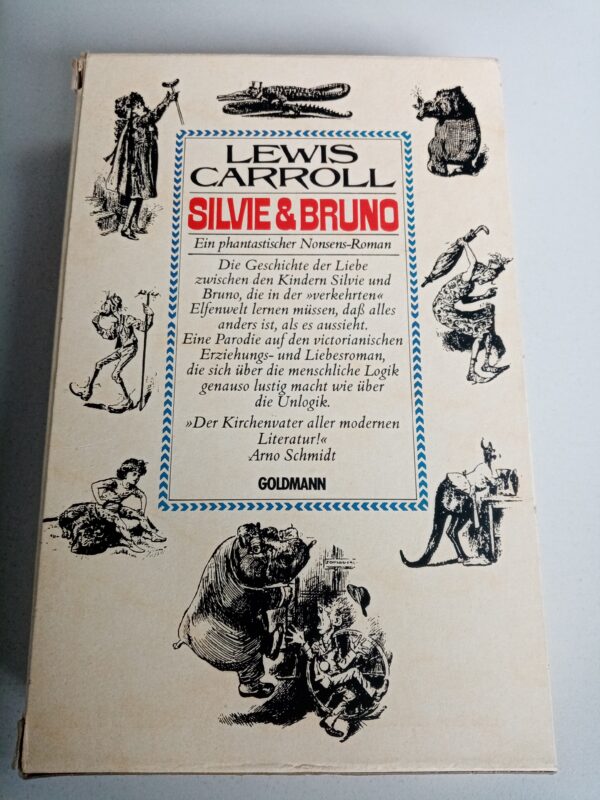 LEWIS
CARROLL
SILVIE & BRUNO
Ein phantastischer Nonsens-Roman
Die Geschichte der Liebe
zwischen den Kindern Silvie und
Bruno, die in der »verkehrten«
Elfenwelt lernen müssen, daß alles
anders ist, als es aussieht.
Eine Parodie auf den victorianischen
Erziehungs- und Liebesroman,
die sich über die menschliche Logik
genauso lustig macht wie über
die Unlogik.
»Der Kirchenvater aller modernen
Literatur!«
Arno Schmidt
GOLDMANN